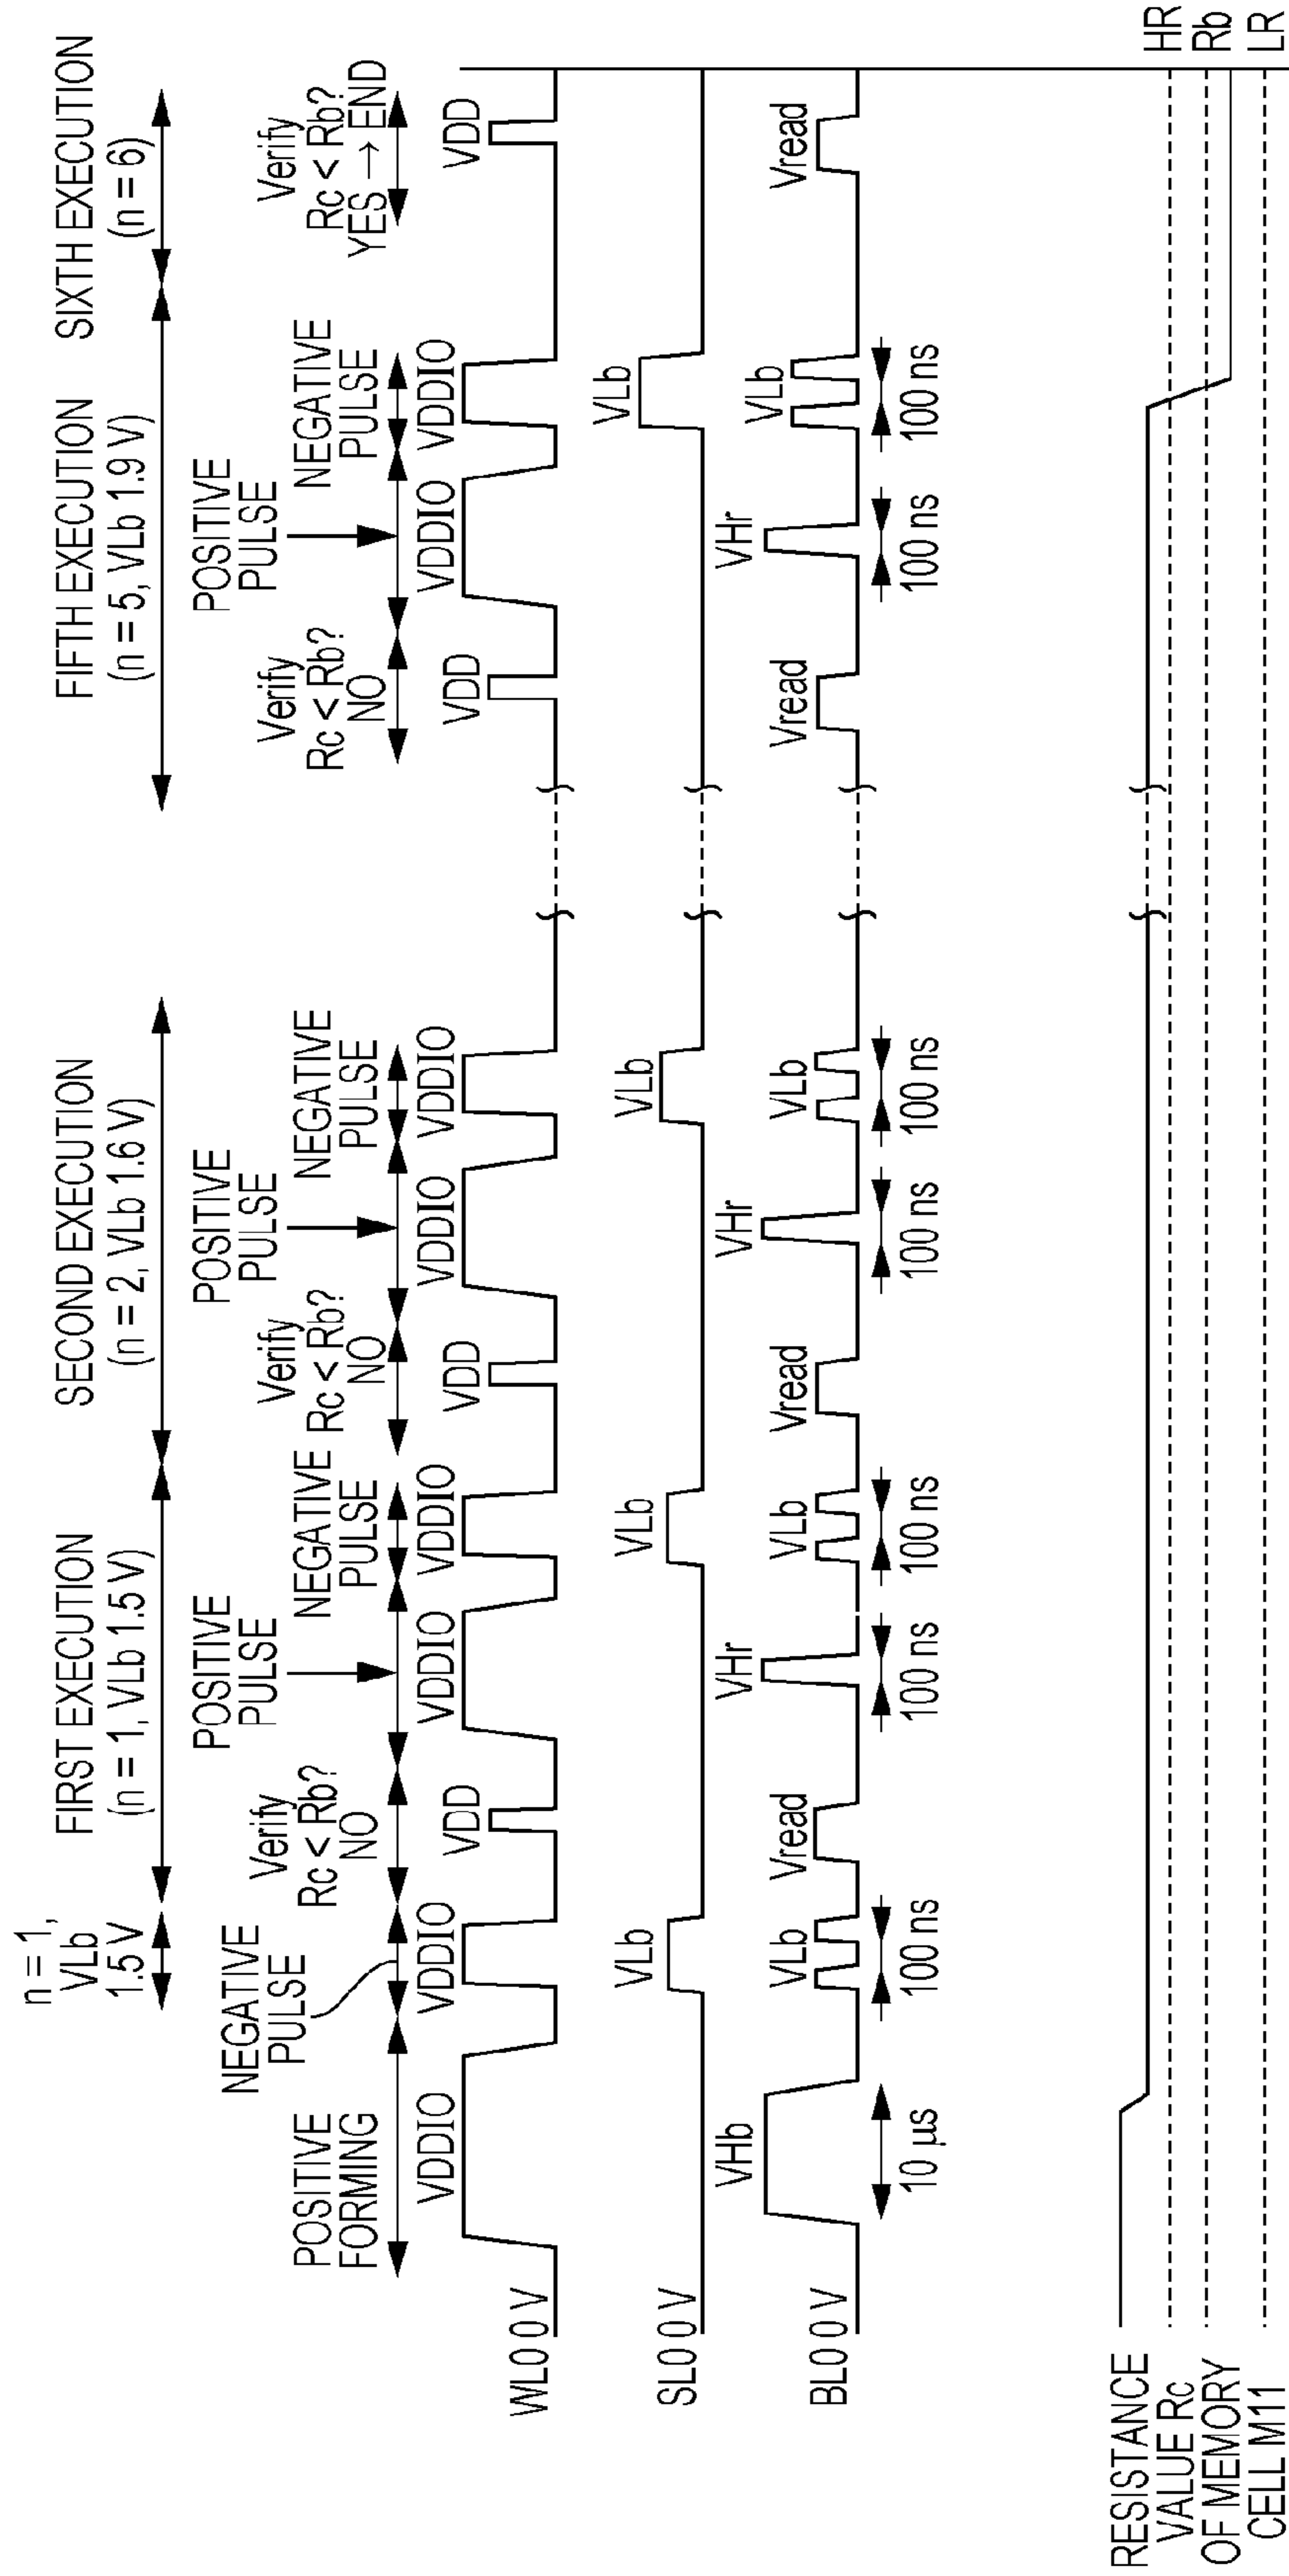 n = 1,
VLb
1.5 V
FIRST EXECUTION
(n = 1, VLb 1.5 V)
SECOND EXECUTION
(n = 2, VLb 1.6 V)
FIFTH EXECUTION
(n = 5, VLb 1.9 V)
SIXTH EXECUTION
(n = 6)
POSITIVE
FORMING
NEGATIVE
PULSE
Verify
Rc < Rb?
NO
POSITIVE
PULSE
NEGATIVE
PULSE
Verify
Rc < Rb?
NO
POSITIVE
PULSE
NEGATIVE
PULSE
Verify
Rc < Rb?
NO
POSITIVE
PULSE
NEGATIVE
PULSE
Verify
Rc < Rb?
YES → END
WL0 0 V
VDDIO
VDDIO
VDD
VDDIO
VDDIO
VDD
VDDIO
VDDIO
VDD
VDDIO
VDDIO
VDD
SL0 0 V
VLb
VLb
VLb
VLb
BL0 0 V
VHb
VLb
Vread
VHr
VLb
Vread
VHr
VLb
Vread
VHr
VLb
Vread
10 µs
100 ns
100 ns
100 ns
100 ns
100 ns
100 ns
100 ns
RESISTANCE
VALUE Rc
OF MEMORY
CELL M11
HR
Rb
LR